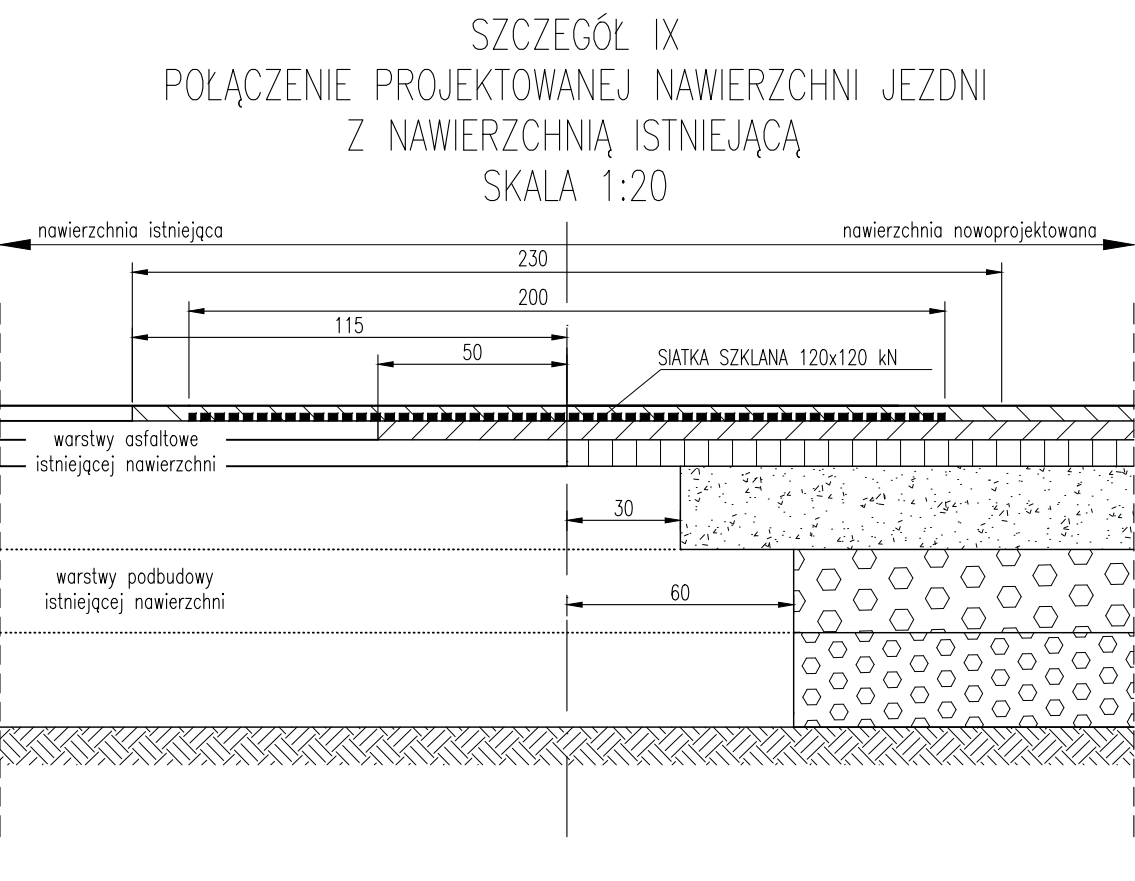 SZCZEGÓŁ IX
POŁĄCZENIE PROJEKTOWANEJ NAWIERZCHNI JEZDNI
Z NAWIERZCHNIĄ ISTNIEJĄCĄ
SKALA 1:20
nawierzchnia istniejąca
nawierzchnia nowoprojektowana
230
200
115
50
SIATKA SZKLANA 120x120 kN
warstwy asfaltowe
istniejącej nawierzchni
30
warstwy podbudowy
istniejącej nawierzchni
60